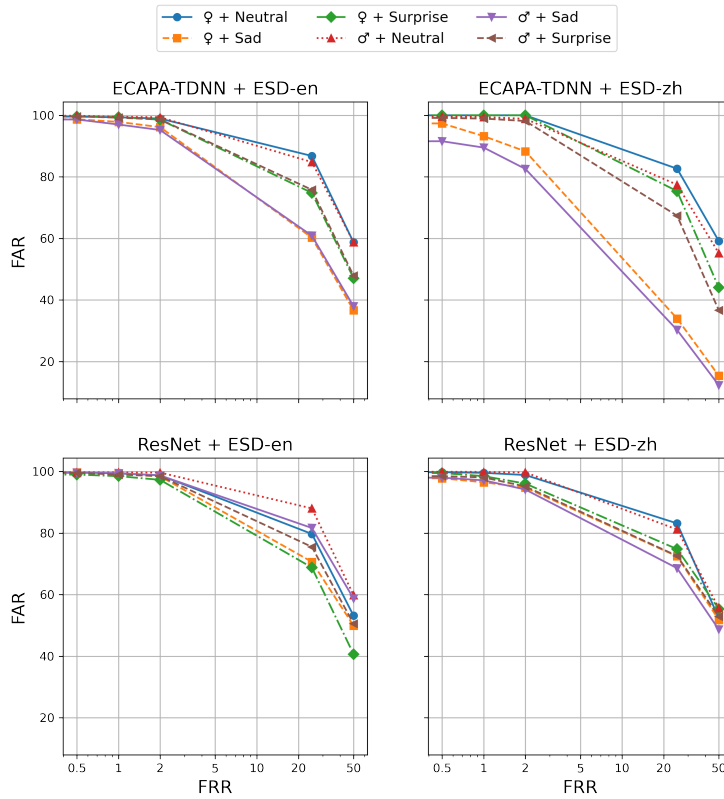 ♀ + Neutral ♀ + Surprise ♂ + Sad
♀ + Sad ♂ + Neutral ♂ + Surprise
ECAPA-TDNN + ESD-en ECAPA-TDNN + ESD-zh
100
80
60
40
20
FAR FAR
ResNet + ESD-en ResNet + ESD-zh
100
80
60
40
20
FAR FAR
0.5 1 2 5 10 20 50 0.5 1 2 5 10 20 50
FRR FRR